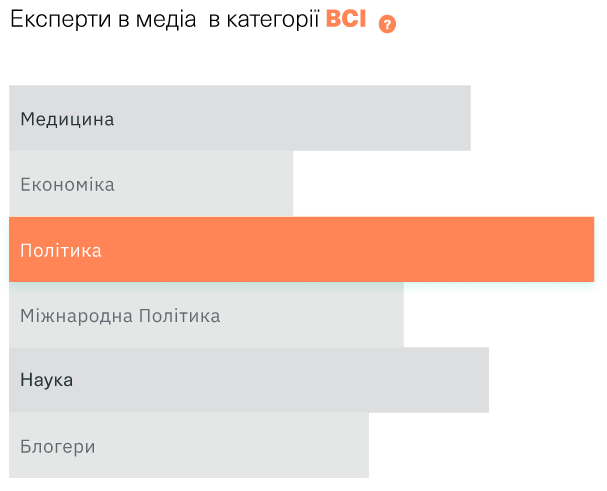 Експерти в медіа в категорії ВСІ ?
Медицина
Економіка
Політика
Міжнародна Політика
Наука
Блогери